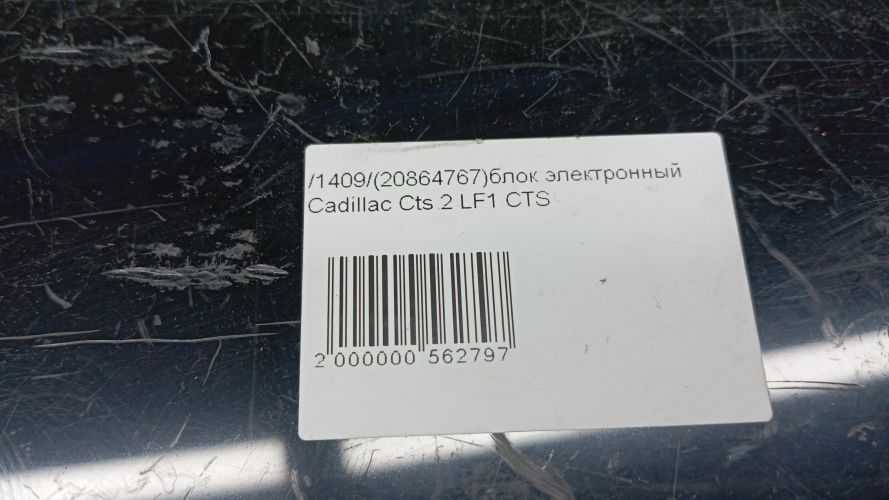 /1409/(20864767)блок электронный
Cadillac Cts 2 LF1 CTS
2 000000 562797